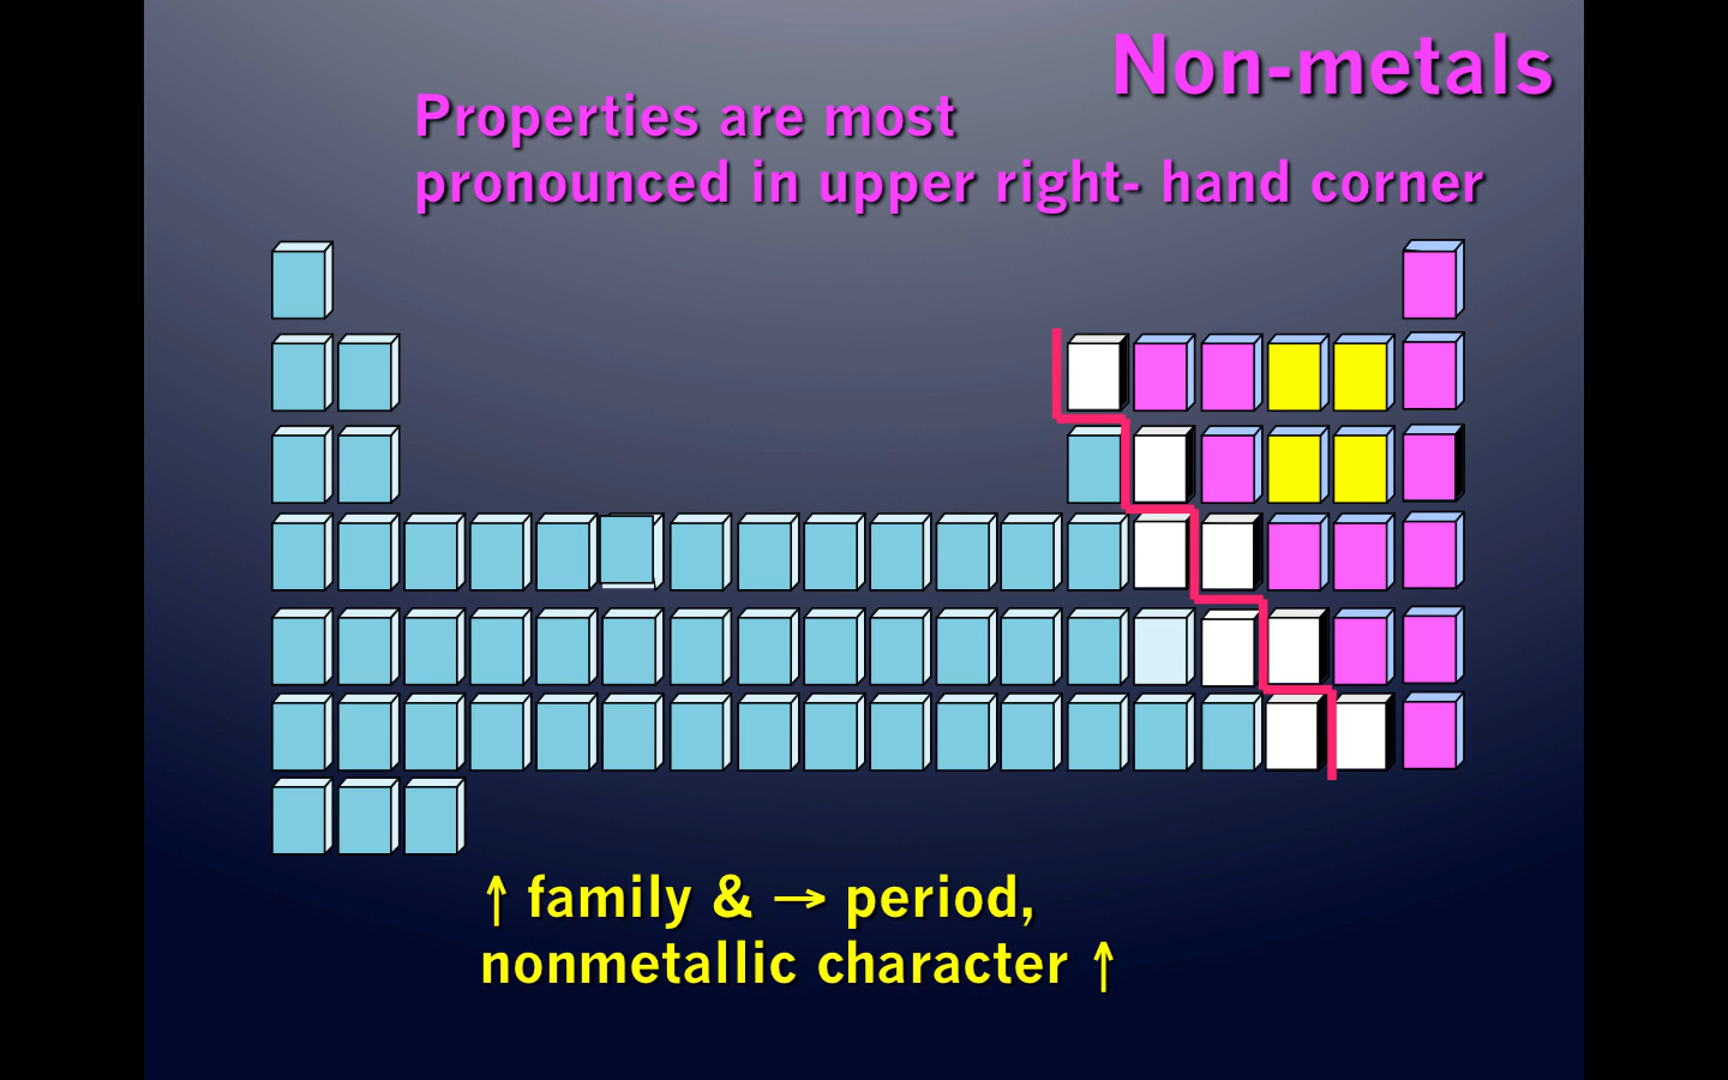 Non-metals
Properties are most
pronounced in upper right- hand corner
↑ family & → period,
nonmetallic character ↑